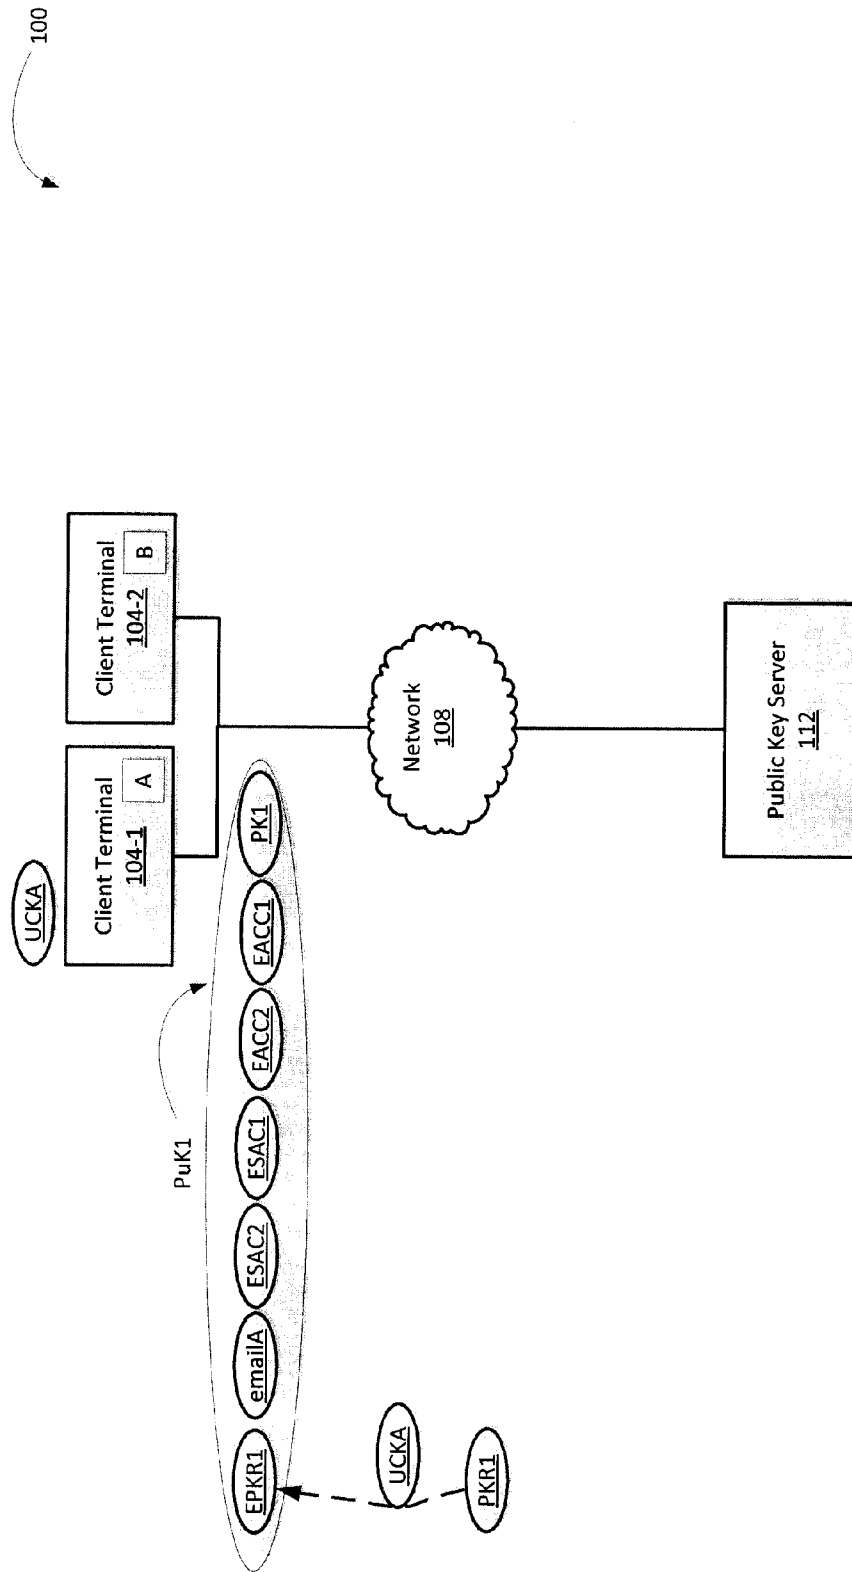 100
UCKA
Client Terminal
104-1
A
Client Terminal
104-2
B
PuK1
EPKR1
emailA
ESAC2
ESAC1
EACC2
EACC1
PK1
UCKA
PKR1
Network
108
Public Key Server
112